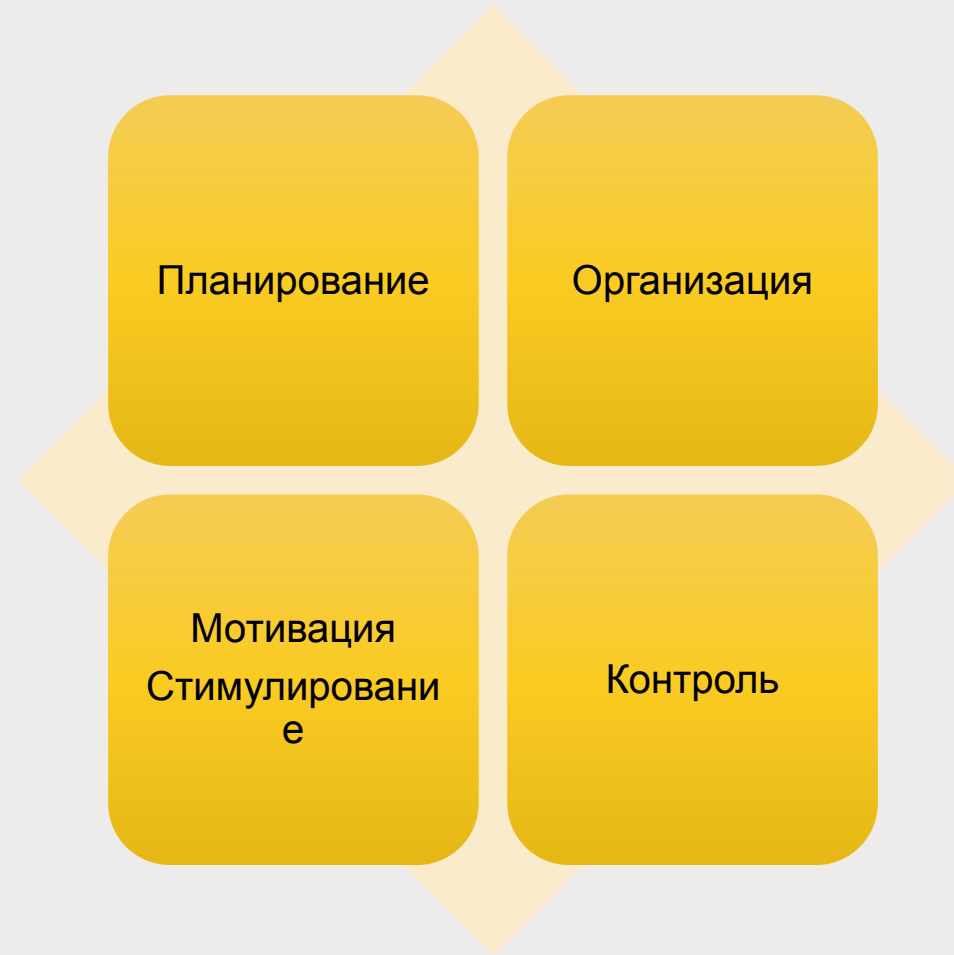 Планирование
Организация
Мотивация
Стимулировани
е
Контроль